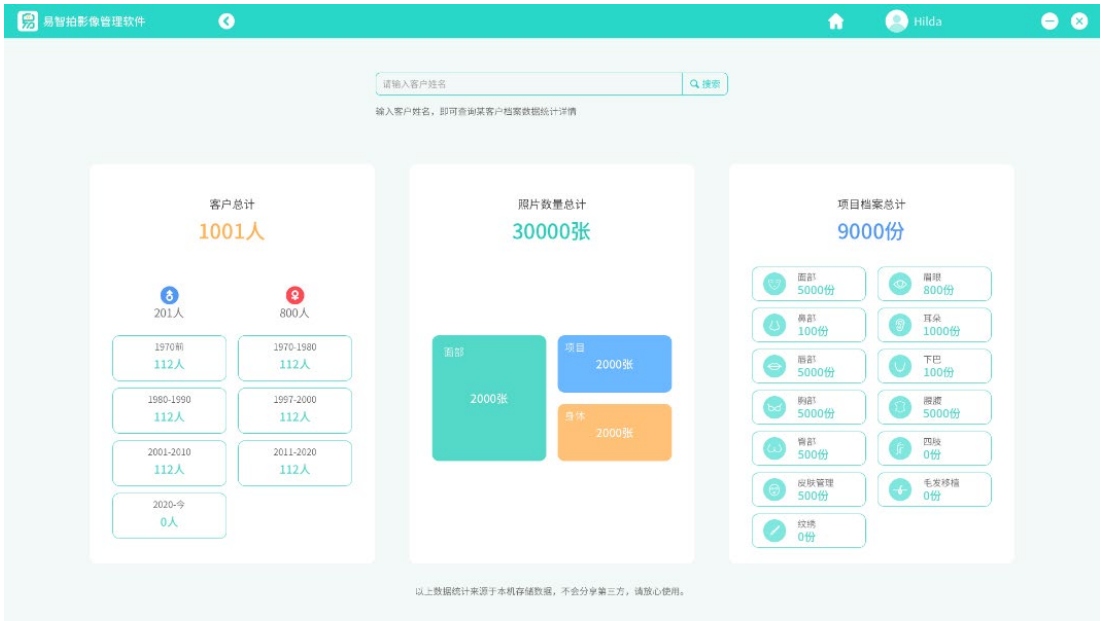 易智拍影像管理软件
Hilda
请输入客户姓名
搜索
输入客户姓名，即可查询某客户档案数据统计详情
客户总计
1001人
201人
800人
1970前
112人
1970-1980
112人
1980-1990
112人
1997-2000
112人
2001-2010
112人
2011-2020
112人
2020-今
0人
照片数量总计
30000张
面部
2000张
项目
2000张
身体
2000张
项目档案总计
9000份
面部
5000份
眉眼
800份
鼻部
100份
耳朵
1000份
唇部
5000份
下巴
100份
胸部
5000份
腰腹
5000份
臀部
500份
四肢
0份
皮肤管理
500份
毛发移植
0份
纹绣
0份
以上数据统计来源于本机存储数据，不会分享第三方，请放心使用。